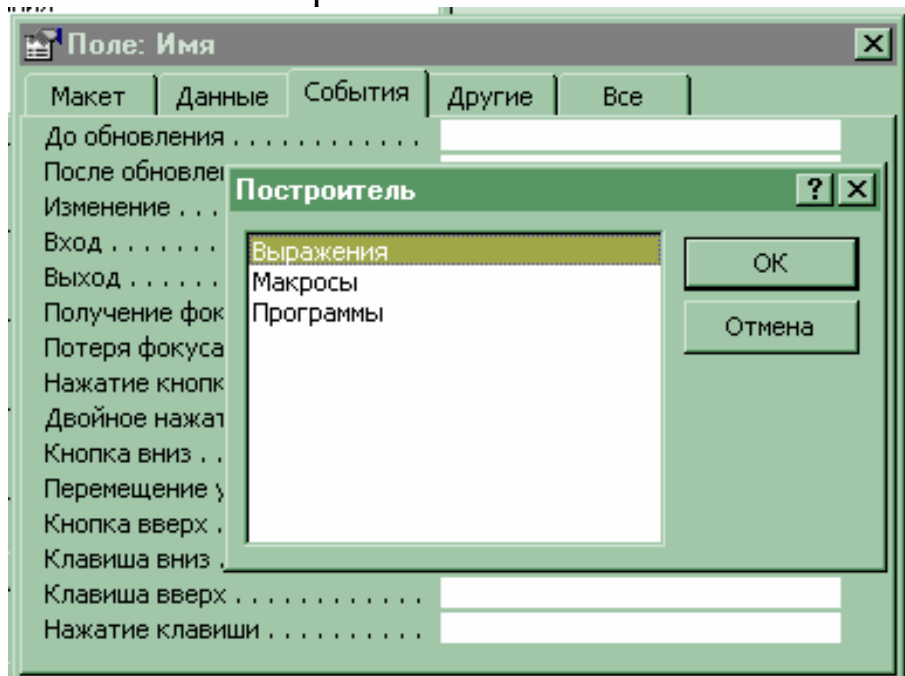 Поле: Имя
Макет Данные События Другие Все
До обновления . . . . . . . . . . . .
После обновлен
Изменение . . .
Вход . . . . . . .
Выход . . . . . .
Получение фок
Потеря фокуса
Нажатие кнопк
Двойное нажат
Кнопка вниз . .
Перемещение у
Кнопка вверх .
Клавиша вниз .
Клавиша вверх . . . . . . . . . . . .
Нажатие клавиши . . . . . . . . . .
Построитель
Выражения
Макросы
Программы
ОК
Отмена